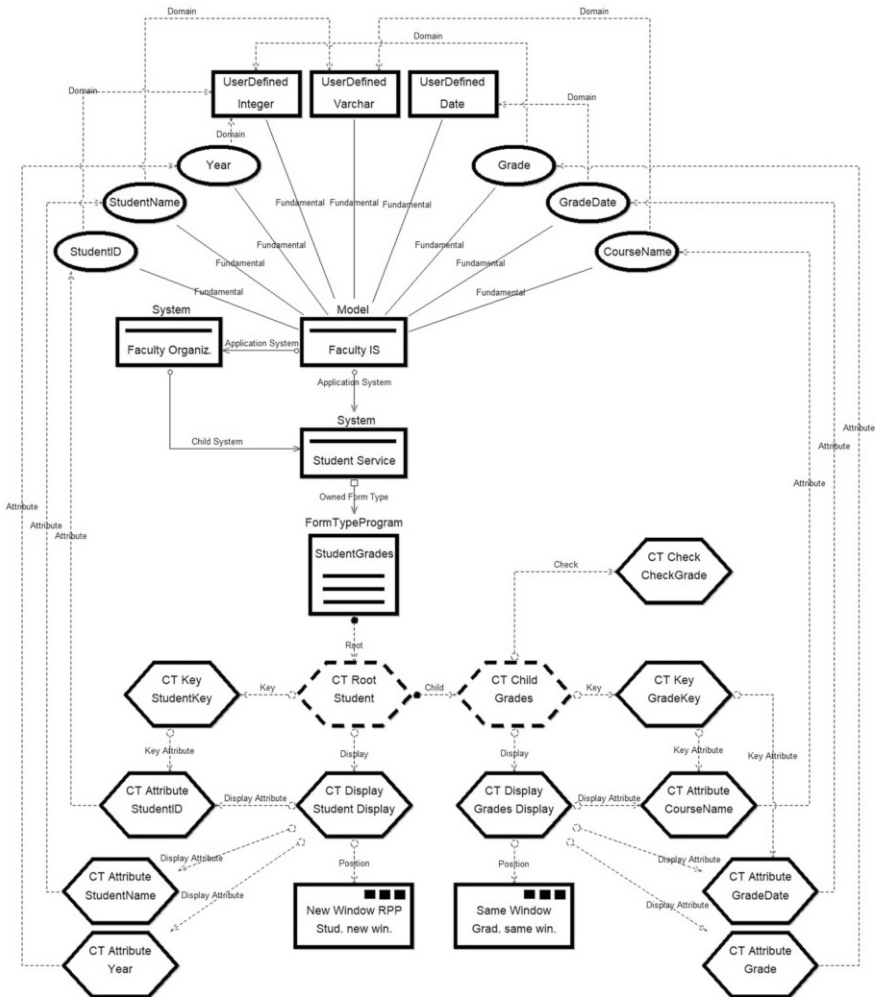 Domain
Domain
Domain
Domain
Domain
Domain
UserDefined
Integer
UserDefined
Varchar
UserDefined
Date
Domain
Year
Grade
StudentName
GradeDate
StudentID
CourseName
Fundamental
Fundamental
Fundamental
Fundamental
Fundamental
Fundamental
Fundamental
Fundamental
Fundamental
System
Model
Faculty Organiz.
Application System
Faculty IS
Application System
System
Child System
Student Service
Owned Form Type
Attribute
Attribute
Attribute
Attribute
Attribute
Attribute
FormTypeProgram
StudentGrades
Check
CT Check
CheckGrade
Root
CT Key
StudentKey
Key
CT Root
Student
Child
CT Child
Grades
Key
CT Key
GradeKey
Key Attribute
Display
Display
Key Attribute
Key Attribute
CT Attribute
StudentID
Display Attribute
CT Display
Student Display
CT Display
Grades Display
Display Attribute
CT Attribute
CourseName
Display Attribute
Position
Position
Display Attribute
CT Attribute
StudentName
Display Attribute
New Window RPP
Stud. new win.
Same Window
Grad. same win.
Display Attribute
CT Attribute
GradeDate
CT Attribute
Year
CT Attribute
Grade